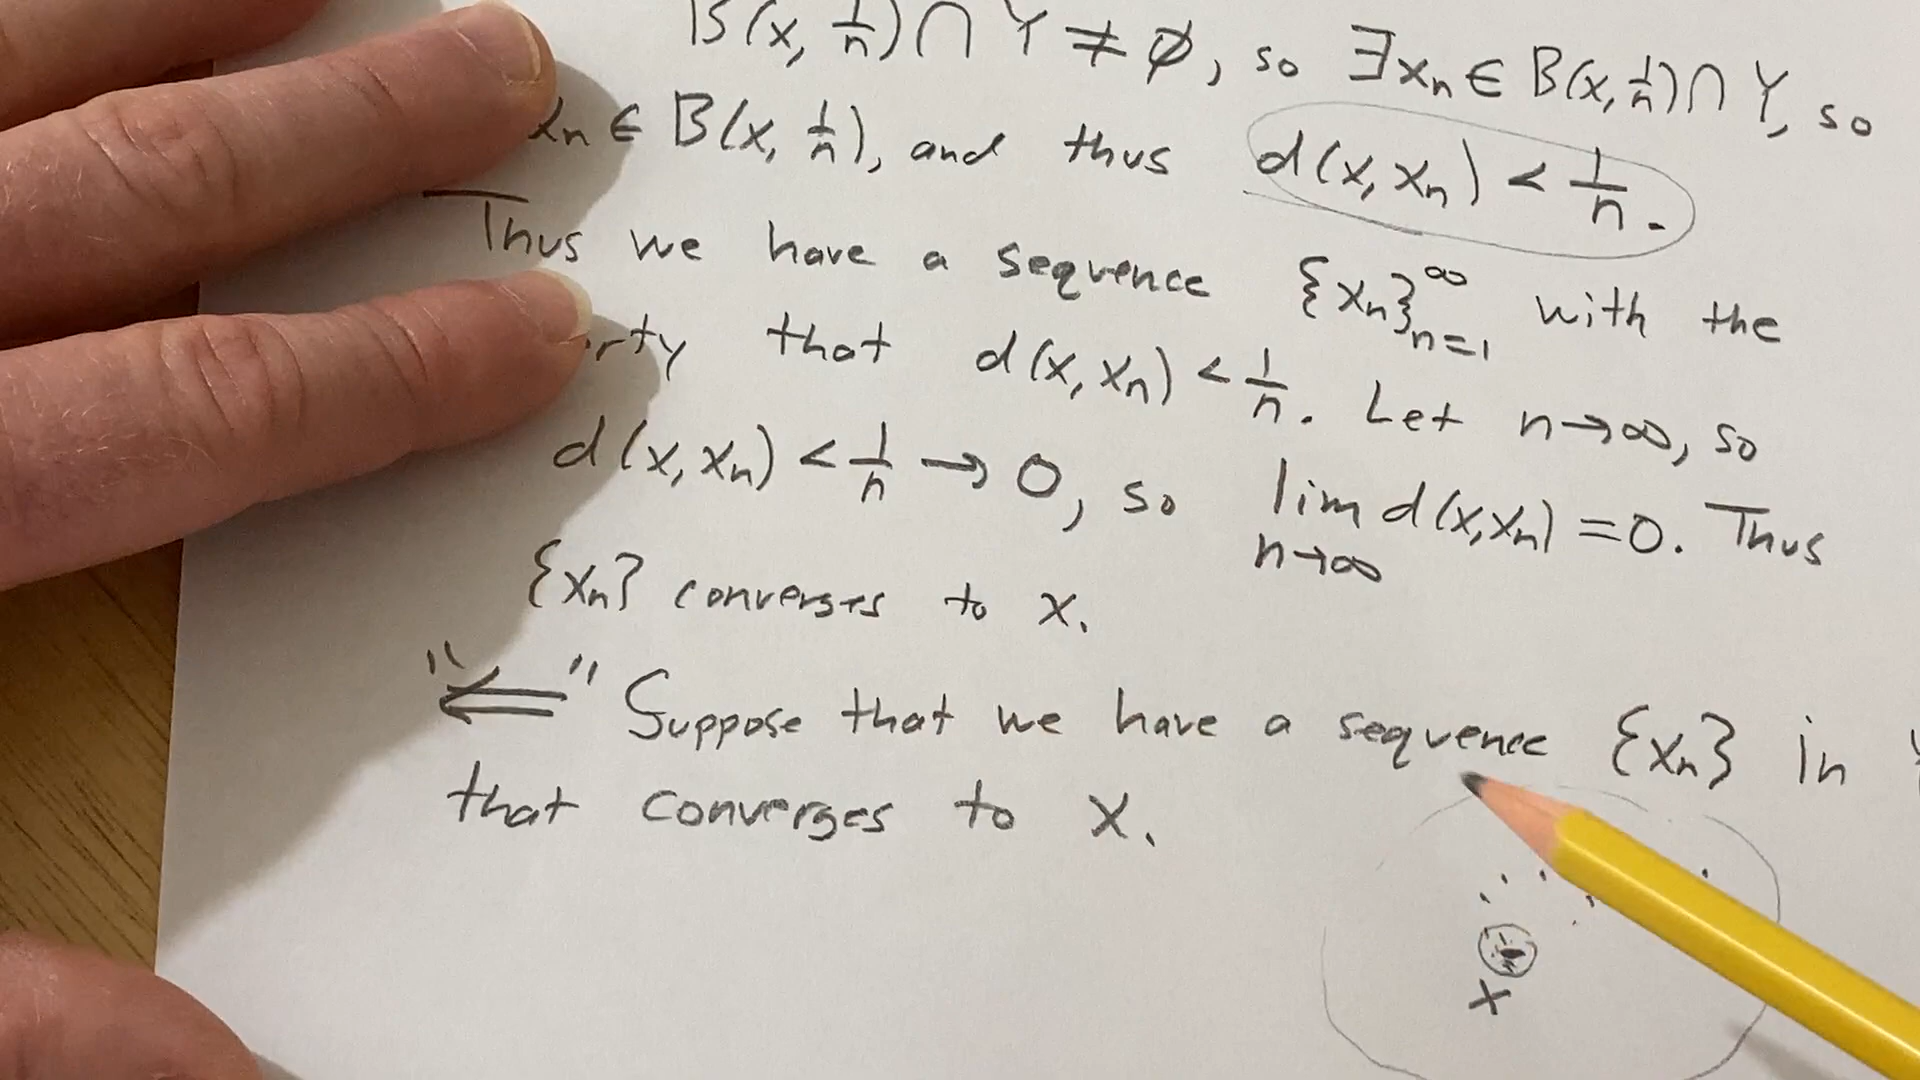 B(x, 1/n) ∩ Y ≠ ∅, so ∃ xₙ ∈ B(x, 1/n) ∩ Y, so
xₙ ∈ B(x, 1/n), and thus d(x, xₙ) < 1/n.
Thus we have a sequence {xₙ}ₙ₌₁^∞ with the
that d(x, xₙ) < 1/n. Let n→∞, so
d(x, xₙ) < 1/n → 0, so lim n→∞ d(x, xₙ) = 0. Thus
{xₙ} converges to x.
"⇐" Suppose that we have a sequence {xₙ} in
that converges to x.
x